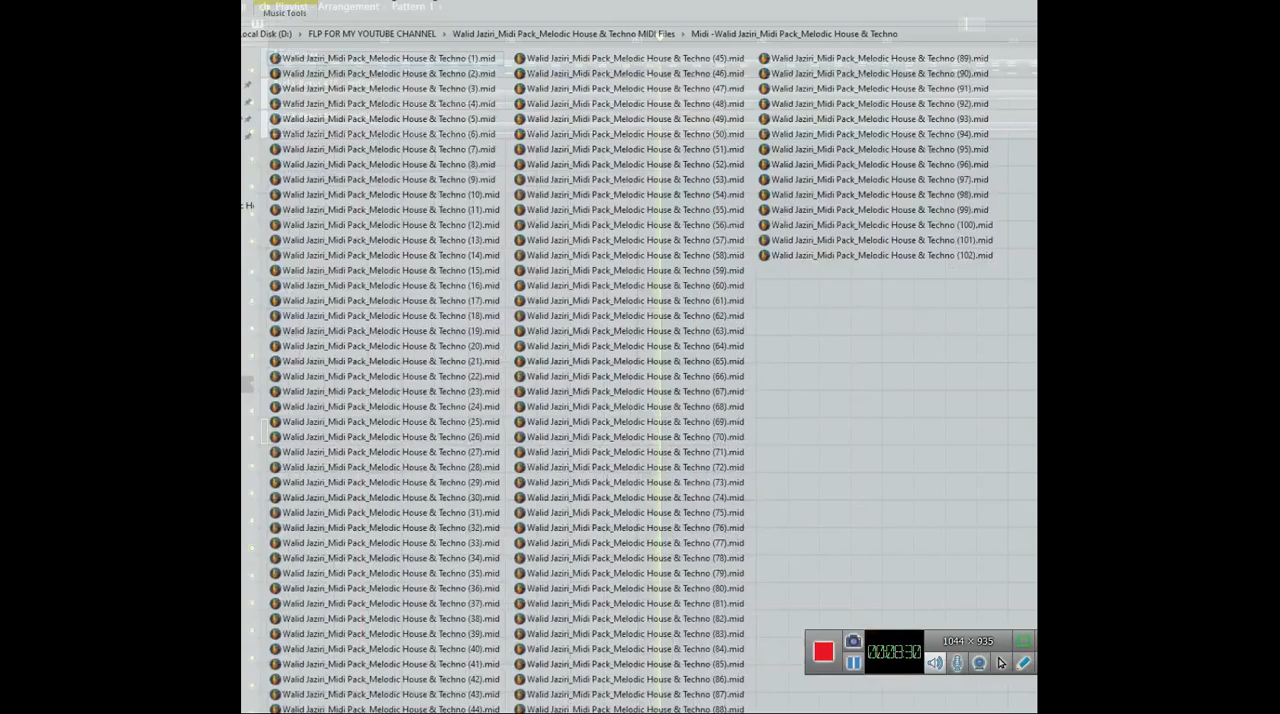 Playlist Arrangement Pattern 1
Music Tools
ocal Disk (D:) › FLP FOR MY YOUTUBE CHANNEL › Walid Jaziri_Midi Pack_Melodic House & Techno MIDI Files › Midi -Walid Jaziri_Midi Pack_Melodic House & Techno
Walid Jaziri_Midi Pack_Melodic House & Techno (1).mid
Walid Jaziri_Midi Pack_Melodic House & Techno (2).mid
Walid Jaziri_Midi Pack_Melodic House & Techno (3).mid
Walid Jaziri_Midi Pack_Melodic House & Techno (4).mid
Walid Jaziri_Midi Pack_Melodic House & Techno (5).mid
Walid Jaziri_Midi Pack_Melodic House & Techno (6).mid
Walid Jaziri_Midi Pack_Melodic House & Techno (7).mid
Walid Jaziri_Midi Pack_Melodic House & Techno (8).mid
Walid Jaziri_Midi Pack_Melodic House & Techno (9).mid
Walid Jaziri_Midi Pack_Melodic House & Techno (10).mid
Walid Jaziri_Midi Pack_Melodic House & Techno (11).mid
Walid Jaziri_Midi Pack_Melodic House & Techno (12).mid
Walid Jaziri_Midi Pack_Melodic House & Techno (13).mid
Walid Jaziri_Midi Pack_Melodic House & Techno (14).mid
Walid Jaziri_Midi Pack_Melodic House & Techno (15).mid
Walid Jaziri_Midi Pack_Melodic House & Techno (16).mid
Walid Jaziri_Midi Pack_Melodic House & Techno (17).mid
Walid Jaziri_Midi Pack_Melodic House & Techno (18).mid
Walid Jaziri_Midi Pack_Melodic House & Techno (19).mid
Walid Jaziri_Midi Pack_Melodic House & Techno (20).mid
Walid Jaziri_Midi Pack_Melodic House & Techno (21).mid
Walid Jaziri_Midi Pack_Melodic House & Techno (22).mid
Walid Jaziri_Midi Pack_Melodic House & Techno (23).mid
Walid Jaziri_Midi Pack_Melodic House & Techno (24).mid
Walid Jaziri_Midi Pack_Melodic House & Techno (25).mid
Walid Jaziri_Midi Pack_Melodic House & Techno (26).mid
Walid Jaziri_Midi Pack_Melodic House & Techno (27).mid
Walid Jaziri_Midi Pack_Melodic House & Techno (28).mid
Walid Jaziri_Midi Pack_Melodic House & Techno (29).mid
Walid Jaziri_Midi Pack_Melodic House & Techno (30).mid
Walid Jaziri_Midi Pack_Melodic House & Techno (31).mid
Walid Jaziri_Midi Pack_Melodic House & Techno (32).mid
Walid Jaziri_Midi Pack_Melodic House & Techno (33).mid
Walid Jaziri_Midi Pack_Melodic House & Techno (34).mid
Walid Jaziri_Midi Pack_Melodic House & Techno (35).mid
Walid Jaziri_Midi Pack_Melodic House & Techno (36).mid
Walid Jaziri_Midi Pack_Melodic House & Techno (37).mid
Walid Jaziri_Midi Pack_Melodic House & Techno (38).mid
Walid Jaziri_Midi Pack_Melodic House & Techno (39).mid
Walid Jaziri_Midi Pack_Melodic House & Techno (40).mid
Walid Jaziri_Midi Pack_Melodic House & Techno (41).mid
Walid Jaziri_Midi Pack_Melodic House & Techno (42).mid
Walid Jaziri_Midi Pack_Melodic House & Techno (43).mid
Walid Jaziri_Midi Pack_Melodic House & Techno (44).mid
Walid Jaziri_Midi Pack_Melodic House & Techno (45).mid
Walid Jaziri_Midi Pack_Melodic House & Techno (46).mid
Walid Jaziri_Midi Pack_Melodic House & Techno (47).mid
Walid Jaziri_Midi Pack_Melodic House & Techno (48).mid
Walid Jaziri_Midi Pack_Melodic House & Techno (49).mid
Walid Jaziri_Midi Pack_Melodic House & Techno (50).mid
Walid Jaziri_Midi Pack_Melodic House & Techno (51).mid
Walid Jaziri_Midi Pack_Melodic House & Techno (52).mid
Walid Jaziri_Midi Pack_Melodic House & Techno (53).mid
Walid Jaziri_Midi Pack_Melodic House & Techno (54).mid
Walid Jaziri_Midi Pack_Melodic House & Techno (55).mid
Walid Jaziri_Midi Pack_Melodic House & Techno (56).mid
Walid Jaziri_Midi Pack_Melodic House & Techno (57).mid
Walid Jaziri_Midi Pack_Melodic House & Techno (58).mid
Walid Jaziri_Midi Pack_Melodic House & Techno (59).mid
Walid Jaziri_Midi Pack_Melodic House & Techno (60).mid
Walid Jaziri_Midi Pack_Melodic House & Techno (61).mid
Walid Jaziri_Midi Pack_Melodic House & Techno (62).mid
Walid Jaziri_Midi Pack_Melodic House & Techno (63).mid
Walid Jaziri_Midi Pack_Melodic House & Techno (64).mid
Walid Jaziri_Midi Pack_Melodic House & Techno (65).mid
Walid Jaziri_Midi Pack_Melodic House & Techno (66).mid
Walid Jaziri_Midi Pack_Melodic House & Techno (67).mid
Walid Jaziri_Midi Pack_Melodic House & Techno (68).mid
Walid Jaziri_Midi Pack_Melodic House & Techno (69).mid
Walid Jaziri_Midi Pack_Melodic House & Techno (70).mid
Walid Jaziri_Midi Pack_Melodic House & Techno (71).mid
Walid Jaziri_Midi Pack_Melodic House & Techno (72).mid
Walid Jaziri_Midi Pack_Melodic House & Techno (73).mid
Walid Jaziri_Midi Pack_Melodic House & Techno (74).mid
Walid Jaziri_Midi Pack_Melodic House & Techno (75).mid
Walid Jaziri_Midi Pack_Melodic House & Techno (76).mid
Walid Jaziri_Midi Pack_Melodic House & Techno (77).mid
Walid Jaziri_Midi Pack_Melodic House & Techno (78).mid
Walid Jaziri_Midi Pack_Melodic House & Techno (79).mid
Walid Jaziri_Midi Pack_Melodic House & Techno (80).mid
Walid Jaziri_Midi Pack_Melodic House & Techno (81).mid
Walid Jaziri_Midi Pack_Melodic House & Techno (82).mid
Walid Jaziri_Midi Pack_Melodic House & Techno (83).mid
Walid Jaziri_Midi Pack_Melodic House & Techno (84).mid
Walid Jaziri_Midi Pack_Melodic House & Techno (85).mid
Walid Jaziri_Midi Pack_Melodic House & Techno (86).mid
Walid Jaziri_Midi Pack_Melodic House & Techno (87).mid
Walid Jaziri_Midi Pack_Melodic House & Techno (88).mid
Walid Jaziri_Midi Pack_Melodic House & Techno (89).mid
Walid Jaziri_Midi Pack_Melodic House & Techno (90).mid
Walid Jaziri_Midi Pack_Melodic House & Techno (91).mid
Walid Jaziri_Midi Pack_Melodic House & Techno (92).mid
Walid Jaziri_Midi Pack_Melodic House & Techno (93).mid
Walid Jaziri_Midi Pack_Melodic House & Techno (94).mid
Walid Jaziri_Midi Pack_Melodic House & Techno (95).mid
Walid Jaziri_Midi Pack_Melodic House & Techno (96).mid
Walid Jaziri_Midi Pack_Melodic House & Techno (97).mid
Walid Jaziri_Midi Pack_Melodic House & Techno (98).mid
Walid Jaziri_Midi Pack_Melodic House & Techno (99).mid
Walid Jaziri_Midi Pack_Melodic House & Techno (100).mid
Walid Jaziri_Midi Pack_Melodic House & Techno (101).mid
Walid Jaziri_Midi Pack_Melodic House & Techno (102).mid
1044 × 935
00:08:30